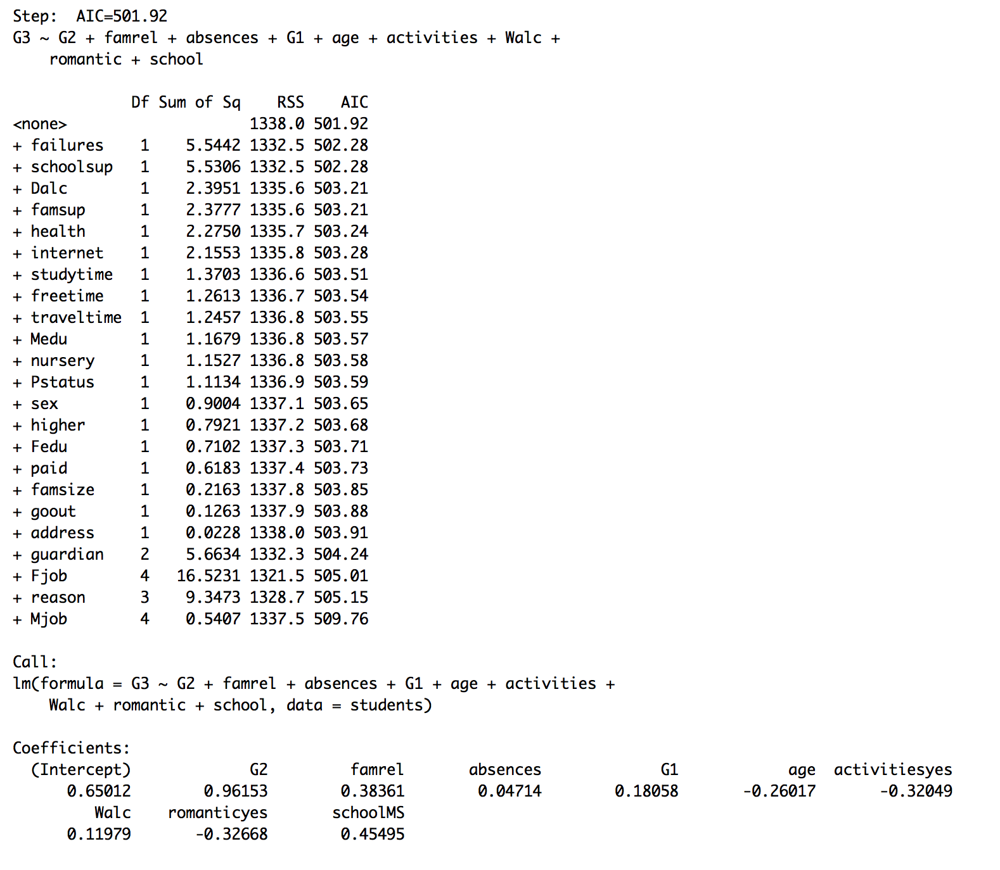 Step:  AIC=501.92
G3 ~ G2 + famrel + absences + G1 + age + activities + Walc +
    romantic + school

             Df Sum of Sq    RSS    AIC
<none>                    1338.0 501.92
+ failures    1    5.5442 1332.5 502.28
+ schoolsup   1    5.5306 1332.5 502.28
+ Dalc        1    2.3951 1335.6 503.21
+ famsup      1    2.3777 1335.6 503.21
+ health      1    2.2750 1335.7 503.24
+ internet    1    2.1553 1335.8 503.28
+ studytime   1    1.3703 1336.6 503.51
+ freetime    1    1.2613 1336.7 503.54
+ traveltime  1    1.2457 1336.8 503.55
+ Medu        1    1.1679 1336.8 503.57
+ nursery     1    1.1527 1336.8 503.58
+ Pstatus     1    1.1134 1336.9 503.59
+ sex         1    0.9004 1337.1 503.65
+ higher      1    0.7921 1337.2 503.68
+ Fedu        1    0.7102 1337.3 503.71
+ paid        1    0.6183 1337.4 503.73
+ famsize     1    0.2163 1337.8 503.85
+ goout       1    0.1263 1337.9 503.88
+ address     1    0.0228 1338.0 503.91
+ guardian    2    5.6634 1332.3 504.24
+ Fjob        4   16.5231 1321.5 505.01
+ reason      3    9.3473 1328.7 505.15
+ Mjob        4    0.5407 1337.5 509.76

Call:
lm(formula = G3 ~ G2 + famrel + absences + G1 + age + activities +
    Walc + romantic + school, data = students)

Coefficients:
  (Intercept)             G2         famrel       absences             G1            age  activitiesyes
      0.65012        0.96153        0.38361        0.04714        0.18058       -0.26017       -0.32049
         Walc    romanticyes       schoolMS
      0.11979       -0.32668        0.45495